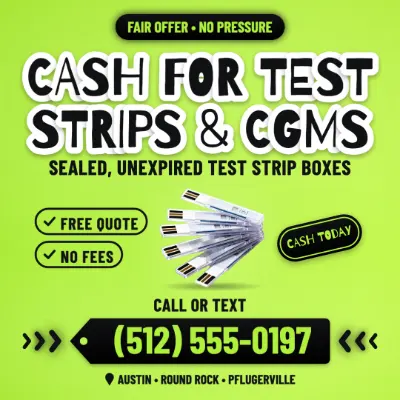 FAIR OFFER • NO PRESSURE
CASH FOR TEST
STRIPS & CGMS
SEALED, UNEXPIRED TEST STRIP BOXES
FREE QUOTE
NO FEES
CASH TODAY
CALL OR TEXT
(512) 555-0197
AUSTIN • ROUND ROCK • PFLUGERVILLE